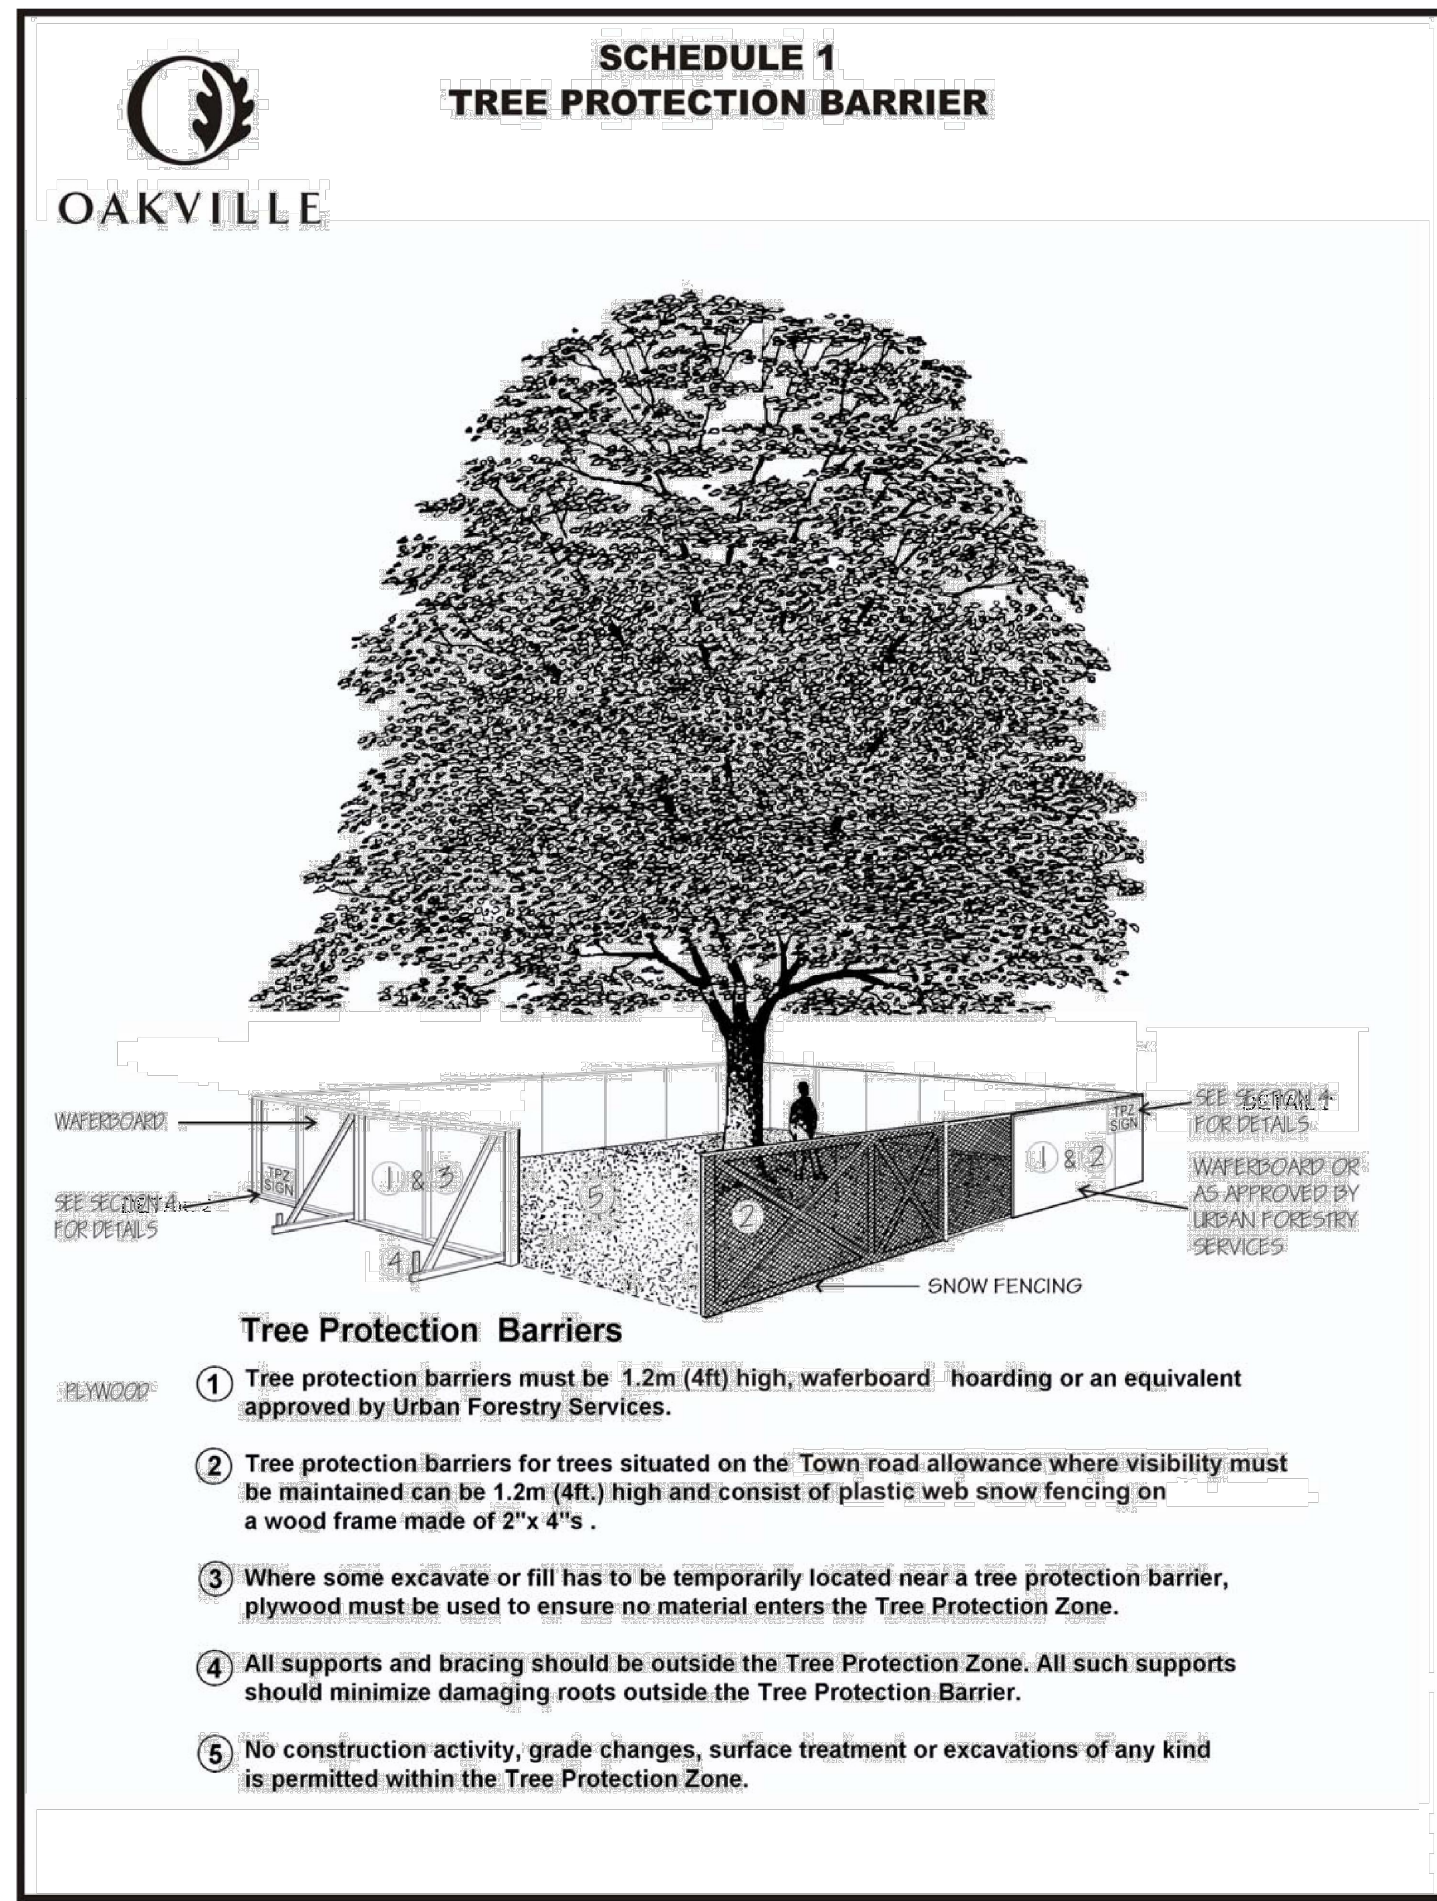 SCHEDULE 1
TREE PROTECTION BARRIER
OAKVILLE
WAFERBOARD
TPZ
SIGN
1 & 3
SEE SECTION 4
FOR DETAILS
4
5
2
1 & 2
TPZ
SIGN
SEE SECTION 4
FOR DETAILS
WAFERBOARD OR
AS APPROVED BY
URBAN FORESTRY
SERVICES
SNOW FENCING
Tree Protection Barriers
PLYWOOD
1 Tree protection barriers must be 1.2m (4ft) high, waferboard hoarding or an equivalent
approved by Urban Forestry Services.
2 Tree protection barriers for trees situated on the Town road allowance where visibility must
be maintained can be 1.2m (4ft.) high and consist of plastic web snow fencing on
a wood frame made of 2"x 4"s .
3 Where some excavate or fill has to be temporarily located near a tree protection barrier,
plywood must be used to ensure no material enters the Tree Protection Zone.
4 All supports and bracing should be outside the Tree Protection Zone. All such supports
should minimize damaging roots outside the Tree Protection Barrier.
5 No construction activity, grade changes, surface treatment or excavations of any kind
is permitted within the Tree Protection Zone.